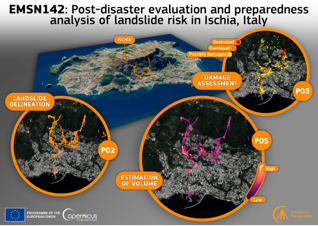 EMSN142: Post-disaster evaluation and preparedness
analysis of landslide risk in Ischia, Italy
ISCHIA
Destroyed
Damaged
Possibly damaged
DAMAGE
ASSESSMENT
P03
LANDSLIDE
DELINEATION
P02
P05
ESTIMATION
OF VOLUME
High
Low
PROGRAMME OF THE
EUROPEAN UNION
Copernicus